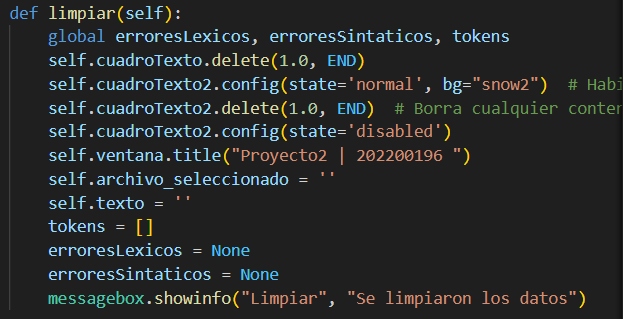 def limpiar(self):
    global erroresLexicos, erroresSintaticos, tokens
    self.cuadroTexto.delete(1.0, END)
    self.cuadroTexto2.config(state='normal', bg="snow2")  # Habi
    self.cuadroTexto2.delete(1.0, END)  # Borra cualquier conter
    self.cuadroTexto2.config(state='disabled')
    self.ventana.title("Proyecto2 | 202200196 ")
    self.archivo_seleccionado = ''
    self.texto = ''
    tokens = []
    erroresLexicos = None
    erroresSintaticos = None
    messagebox.showinfo("Limpiar", "Se limpiaron los datos")